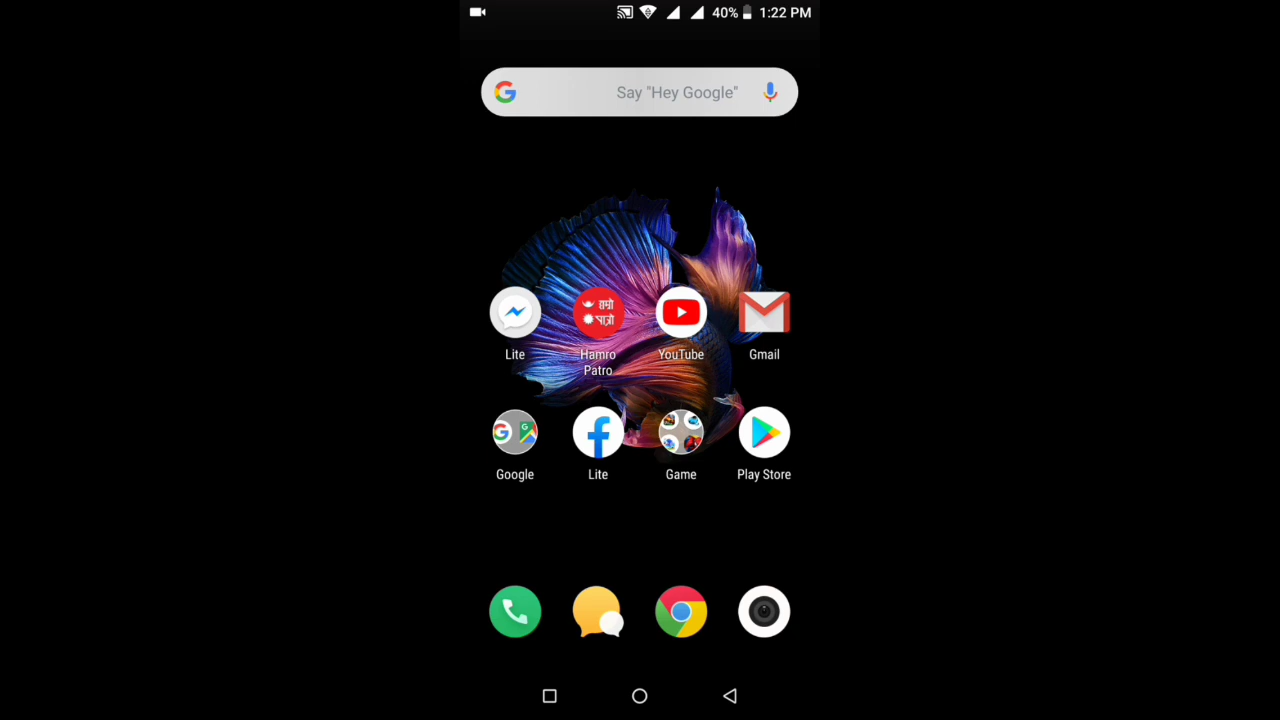 40% 1:22 PM
Say "Hey Google"
हाम्रो
पात्रो
Lite
Hamro
Patro
YouTube
Gmail
Google
Lite
Game
Play Store